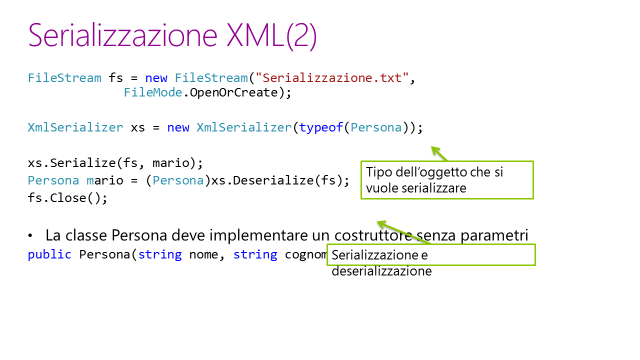 Serializzazione XML(2)
FileStream fs = new FileStream("Serializzazione.txt",
FileMode.OpenOrCreate);
XmlSerializer xs = new XmlSerializer(typeof(Persona));
xs.Serialize(fs, mario);
Persona mario = (Persona)xs.Deserialize(fs);
fs.Close();
Tipo dell'oggetto che si
vuole serializzare
• La classe Persona deve implementare un costruttore senza parametri
public Persona(string nome, string cognom
Serializzazione e
deserializzazione